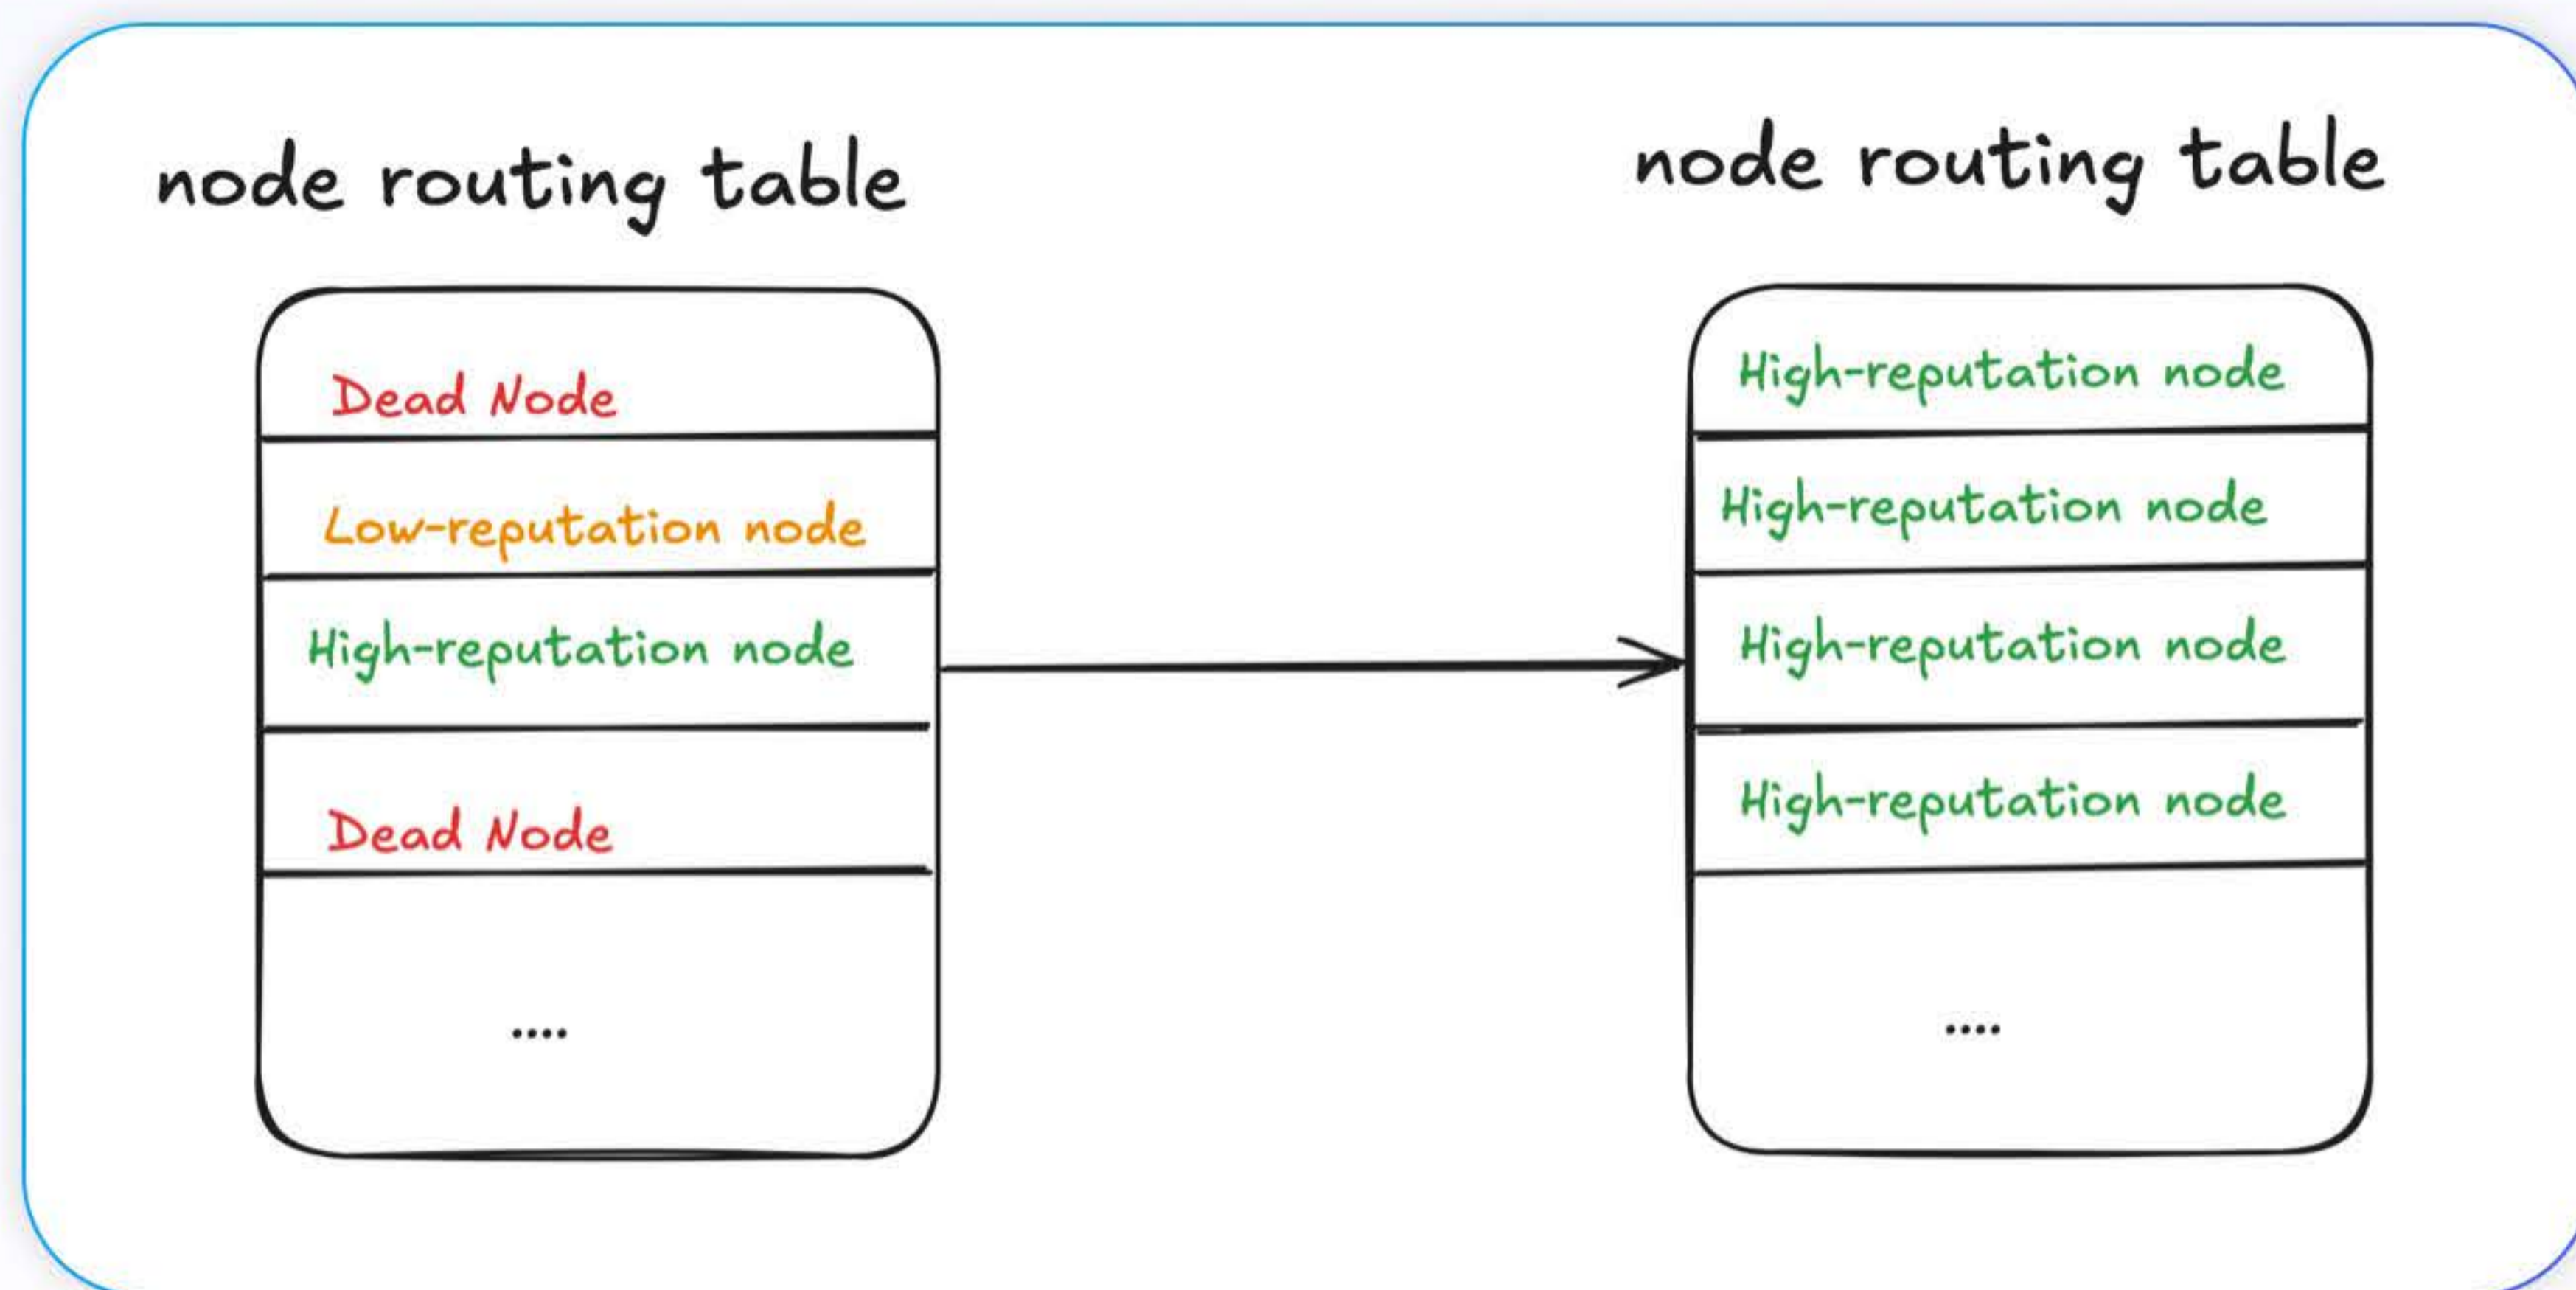 node routing table
Dead Node
Low-reputation node
High-reputation node
Dead Node
....
node routing table
High-reputation node
High-reputation node
High-reputation node
High-reputation node
....